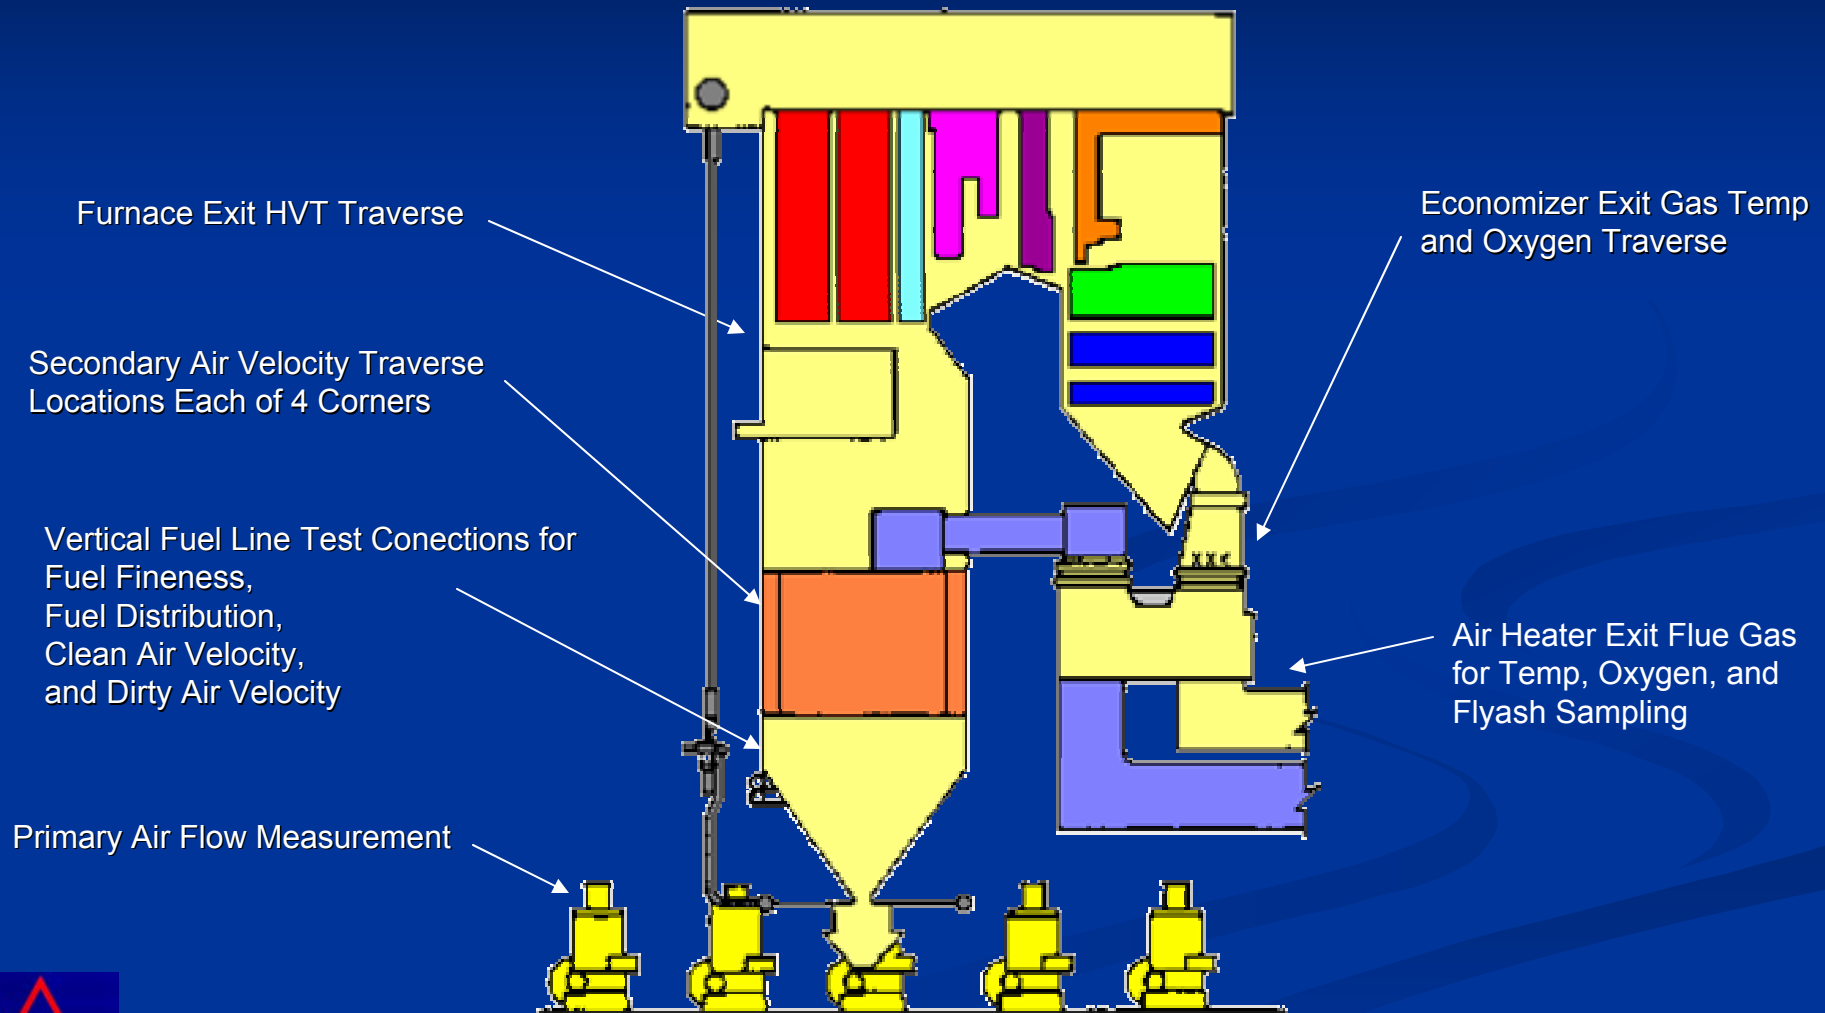 Furnace Exit HVT Traverse
Secondary Air Velocity Traverse
Locations Each of 4 Corners
Vertical Fuel Line Test Conections for
Fuel Fineness,
Fuel Distribution,
Clean Air Velocity,
and Dirty Air Velocity
Primary Air Flow Measurement
Economizer Exit Gas Temp
and Oxygen Traverse
Air Heater Exit Flue Gas
for Temp, Oxygen, and
Flyash Sampling